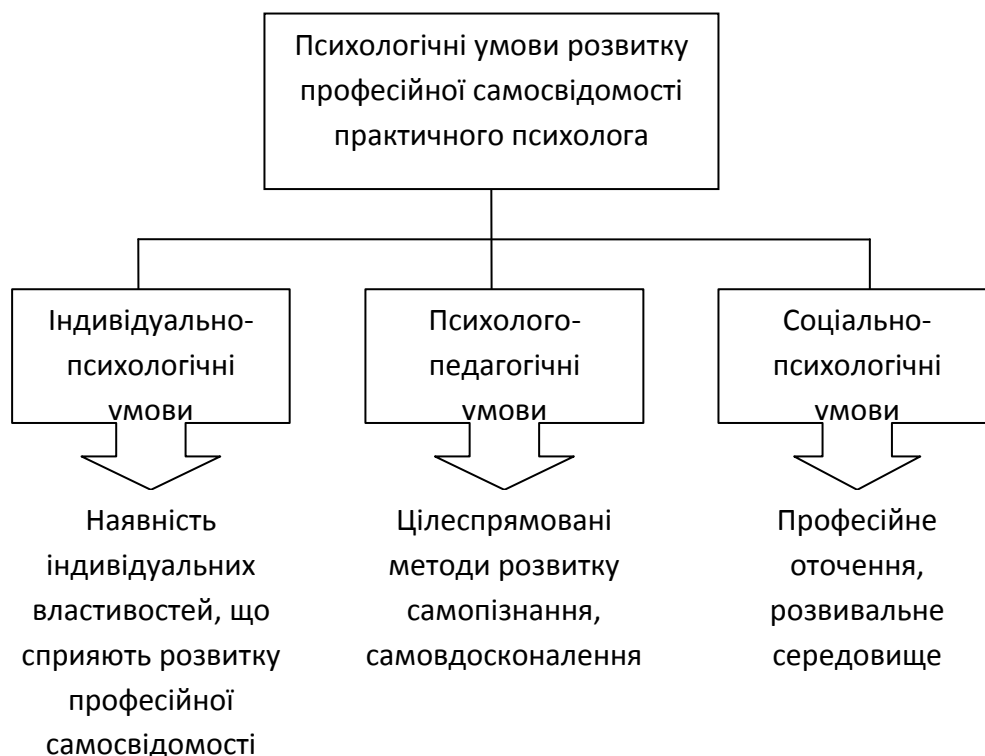 Психологічні умови розвитку
професійної самосвідомості
практичного психолога
Індивідуально-
психологічні
умови
Психолого-
педагогічні
умови
Соціально-
психологічні
умови
Наявність
індивідуальних
властивостей, що
сприяють розвитку
професійної
самосвідомості
Цілеспрямовані
методи розвитку
самопізнання,
самовдосконалення
Професійне
оточення,
розвивальне
середовище